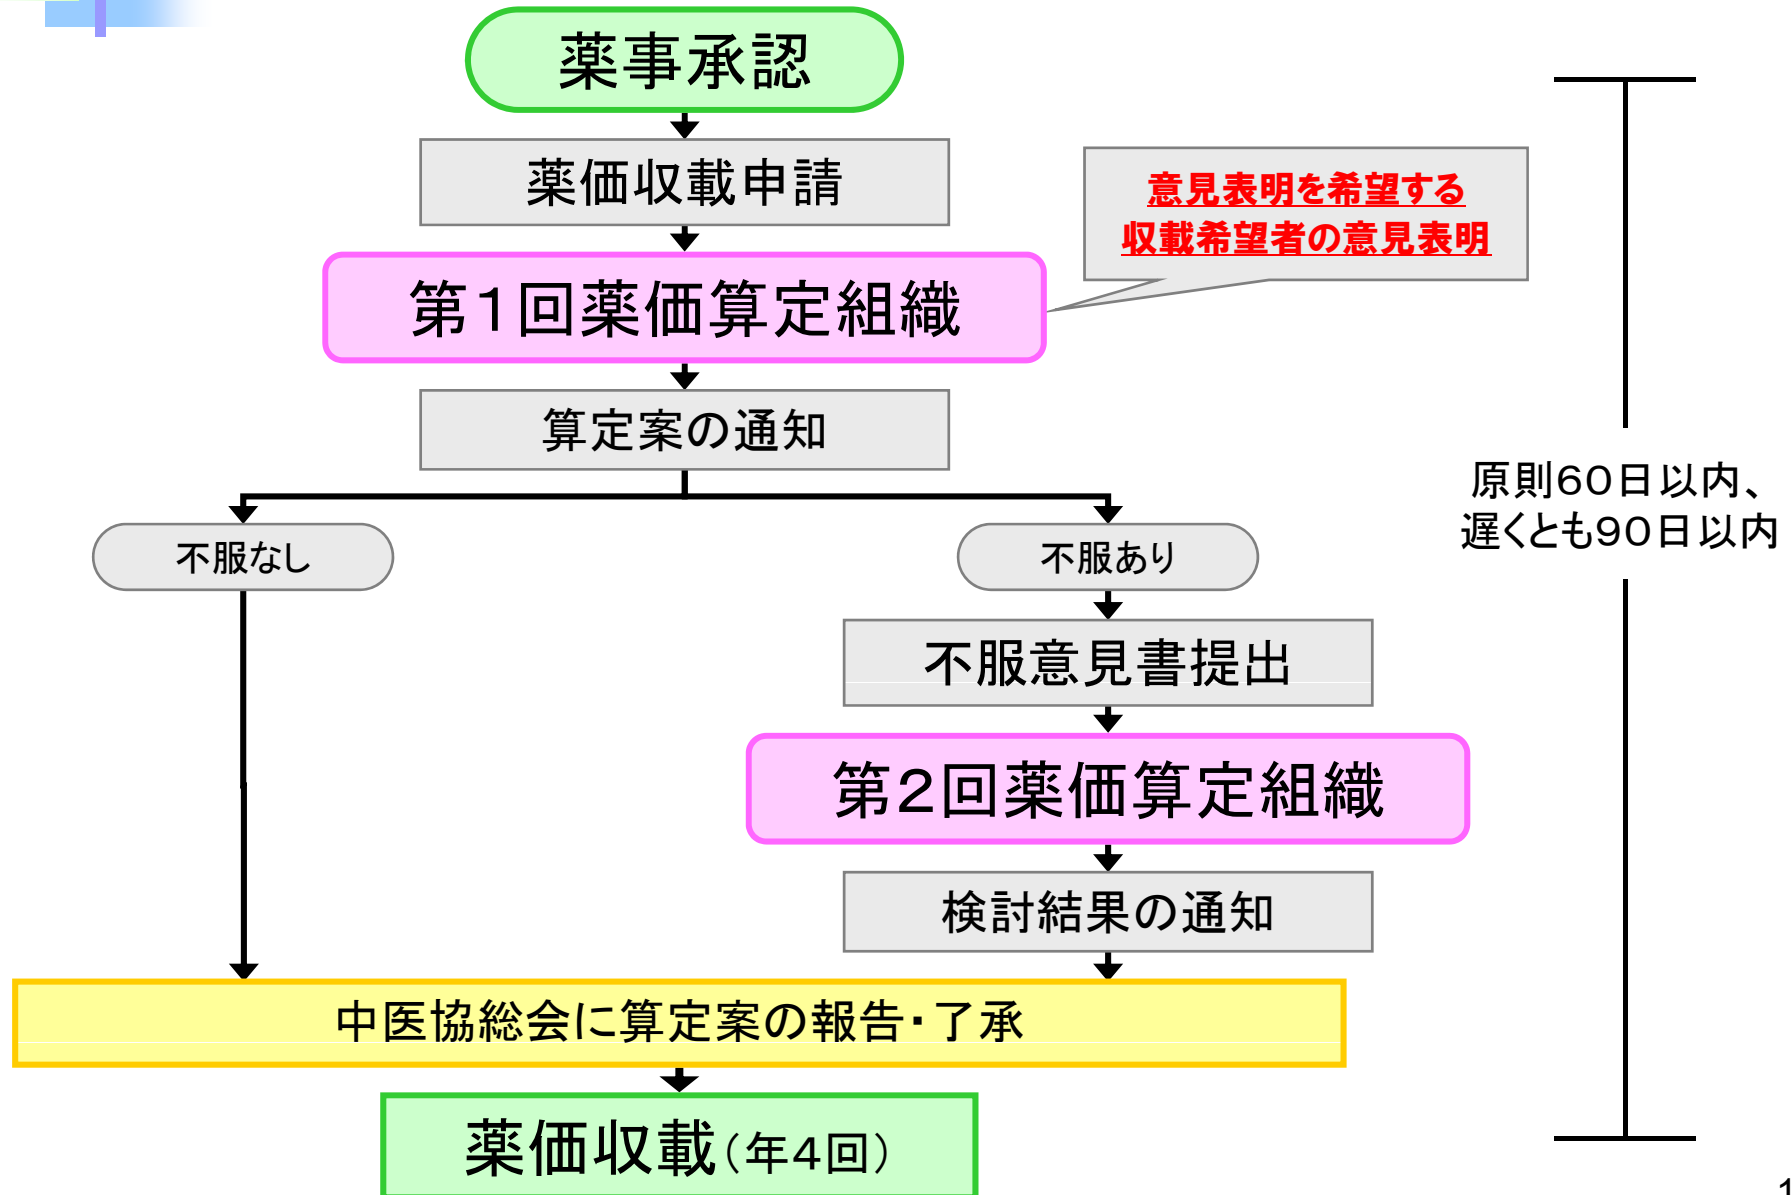 薬事承認
薬価収載申請
意見表明を希望する
収載希望者の意見表明
第１回薬価算定組織
算定案の通知
原則６０日以内、
遅くとも９０日以内
不服なし
不服あり
不服意見書提出
第２回薬価算定組織
検討結果の通知
中医協総会に算定案の報告・了承
薬価収載（年４回）